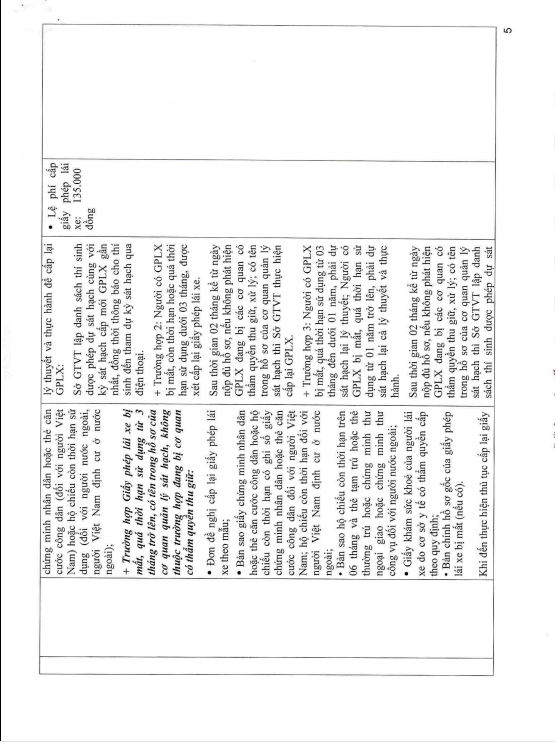 chứng minh nhân dân hoặc thẻ căn
cước công dân (đối với người Việt
Nam) hoặc hộ chiếu còn thời hạn sử
dụng (đối với người nước ngoài,
người Việt Nam định cư ở nước
ngoài);
+ Trường hợp Giấy phép lái xe bị
mất, quá thời hạn sử dụng từ 3
tháng trở lên, có tên trong hồ sơ của
cơ quan quản lý sát hạch, không
thuộc trường hợp đang bị cơ quan
có thẩm quyền thu giữ:
• Đơn đề nghị cấp lại giấy phép lái
xe theo mẫu;
• Bản sao giấy chứng minh nhân dân
hoặc thẻ căn cước công dân hoặc hộ
chiếu còn thời hạn có ghi số giấy
chứng minh nhân dân hoặc thẻ căn
cước công dân đối với người Việt
Nam; hộ chiếu còn thời hạn đối với
người Việt Nam định cư ở nước
ngoài;
• Bản sao hộ chiếu còn thời hạn trên
06 tháng và thẻ tạm trú hoặc thẻ
thường trú hoặc chứng minh thư
ngoại giao hoặc chứng minh thư
công vụ đối với người nước ngoài;
• Giấy khám sức khoẻ của người lái
xe do cơ sở y tế có thẩm quyền cấp
theo quy định;
• Bản chính hồ sơ gốc của giấy phép
lái xe bị mất (nếu có).
Khi đến thực hiện thủ tục cấp lại giấy
lý thuyết và thực hành để cấp lại
GPLX:
Sở GTVT lập danh sách thí sinh
được phép dự sát hạch cùng với
kỳ sát hạch cấp mới GPLX gần
nhất, đồng thời thông báo cho thí
sinh đến tham dự kỳ sát hạch qua
điện thoại.
+ Trường hợp 2: Người có GPLX
bị mất, còn thời hạn hoặc quá thời
hạn sử dụng dưới 03 tháng, được
xét cấp lại giấy phép lái xe.
Sau thời gian 02 tháng kể từ ngày
nộp đủ hồ sơ, nếu không phát hiện
GPLX đang bị các cơ quan có
thẩm quyền thu giữ, xử lý; có tên
trong hồ sơ của cơ quan quản lý
sát hạch thì Sở GTVT thực hiện
cấp lại GPLX.
+ Trường hợp 3: Người có GPLX
bị mất, quá thời hạn sử dụng từ 03
tháng đến dưới 01 năm, phải dự
sát hạch lại lý thuyết; Người có
GPLX bị mất, quá thời hạn sử
dụng từ 01 năm trở lên, phải dự
sát hạch lại cả lý thuyết và thực
hành.
Sau thời gian 02 tháng kể từ ngày
nộp đủ hồ sơ, nếu không phát hiện
GPLX đang bị các cơ quan có
thẩm quyền thu giữ, xử lý; có tên
trong hồ sơ của cơ quan quản lý
sát hạch thì Sở GTVT lập danh
sách thí sinh được phép dự sát
• Lệ phí cấp
giấy phép lái
xe: 135.000
đồng
5